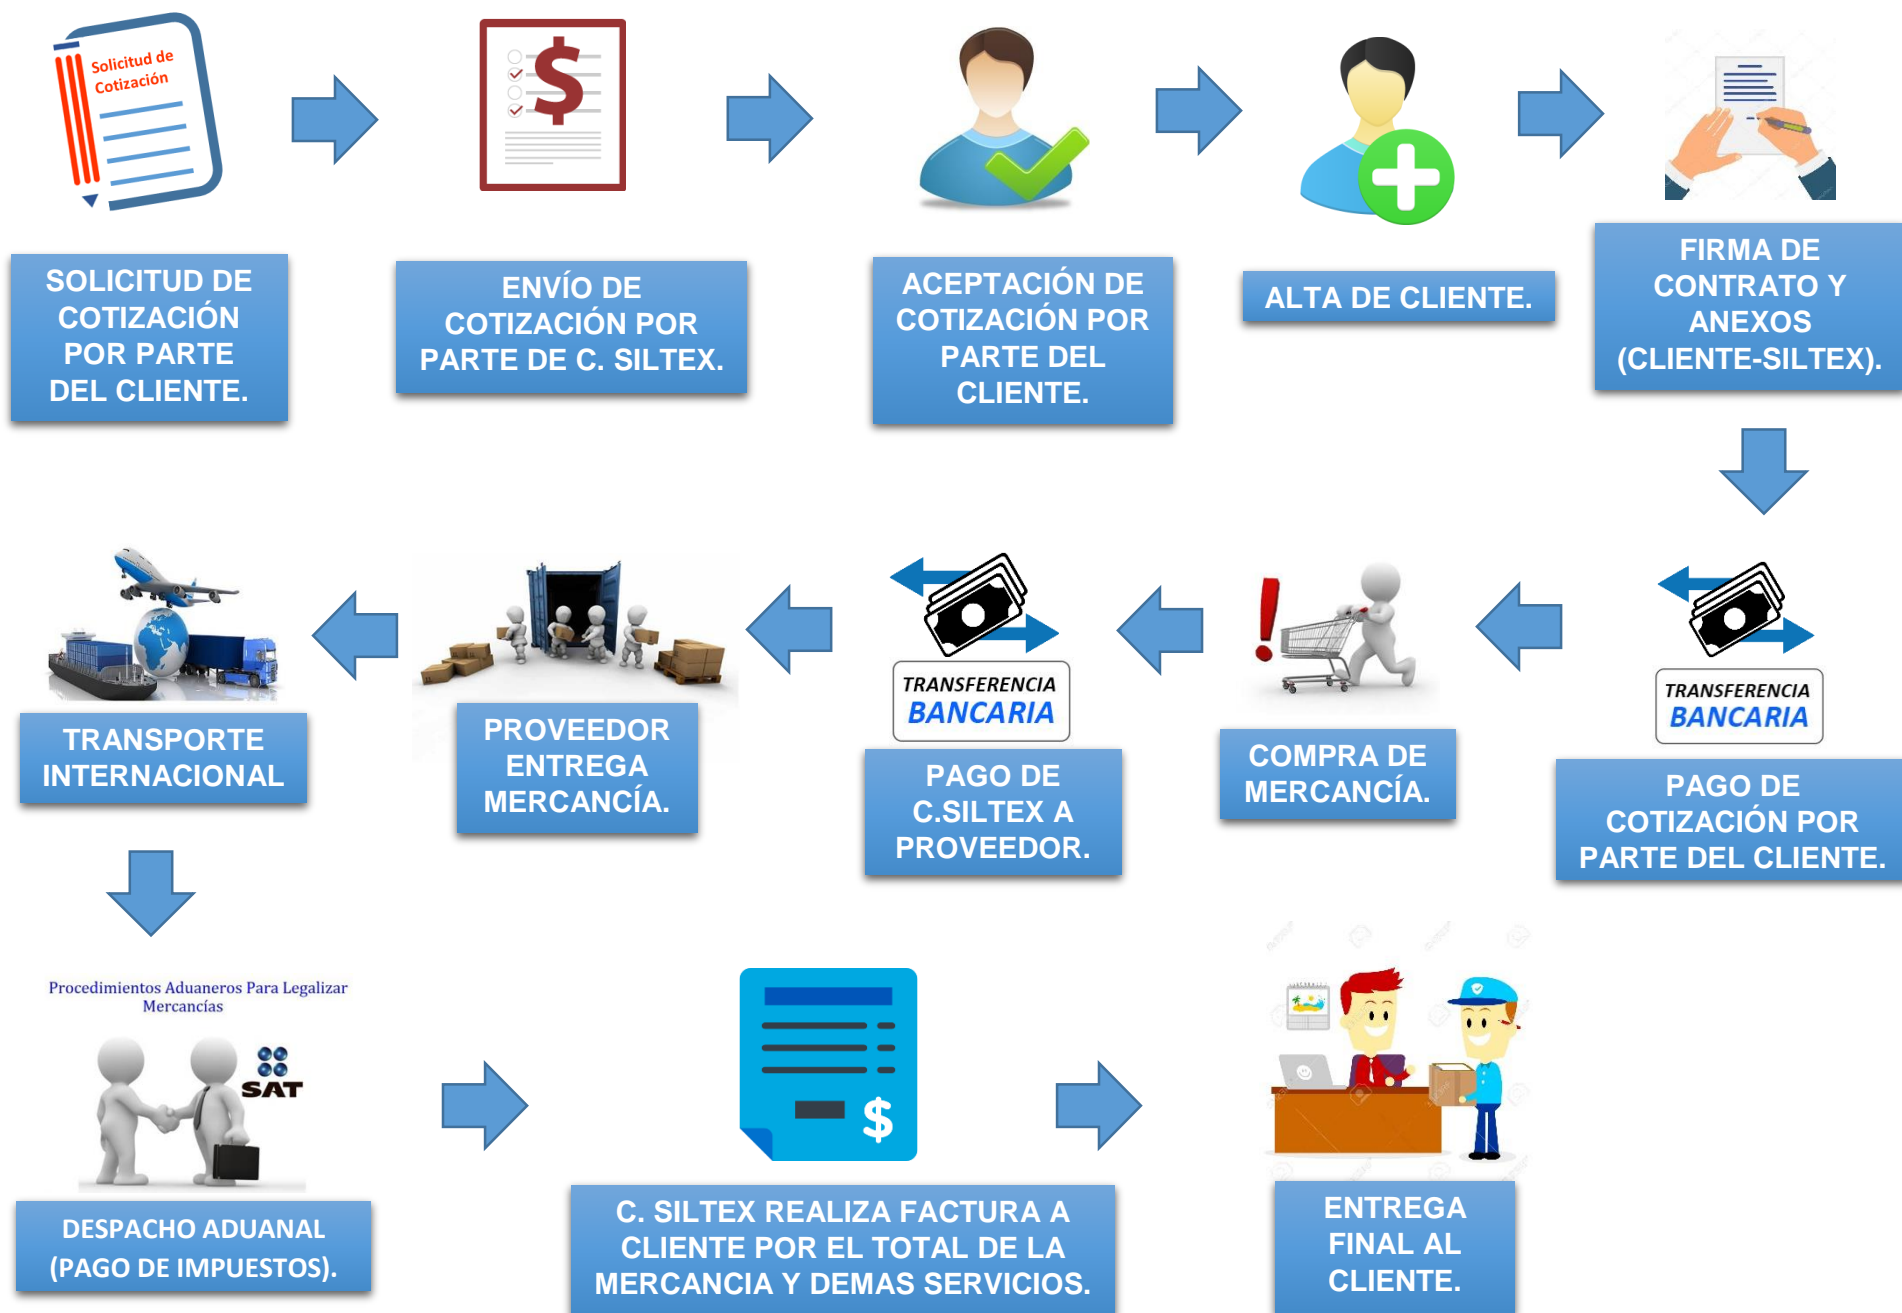 Solicitud de
Cotización
SOLICITUD DE
COTIZACIÓN
POR PARTE
DEL CLIENTE.
ENVÍO DE
COTIZACIÓN POR
PARTE DE C. SILTEX.
ACEPTACIÓN DE
COTIZACIÓN POR
PARTE DEL
CLIENTE.
ALTA DE CLIENTE.
FIRMA DE
CONTRATO Y
ANEXOS
(CLIENTE-SILTEX).
TRANSFERENCIA
BANCARIA
PAGO DE
COTIZACIÓN POR
PARTE DEL CLIENTE.
COMPRA DE
MERCANCÍA.
TRANSFERENCIA
BANCARIA
PAGO DE
C.SILTEX A
PROVEEDOR.
PROVEEDOR
ENTREGA
MERCANCÍA.
TRANSPORTE
INTERNACIONAL
Procedimientos Aduaneros Para Legalizar
Mercancías
SAT
DESPACHO ADUANAL
(PAGO DE IMPUESTOS).
$
C. SILTEX REALIZA FACTURA A
CLIENTE POR EL TOTAL DE LA
MERCANCIA Y DEMAS SERVICIOS.
ENTREGA
FINAL AL
CLIENTE.